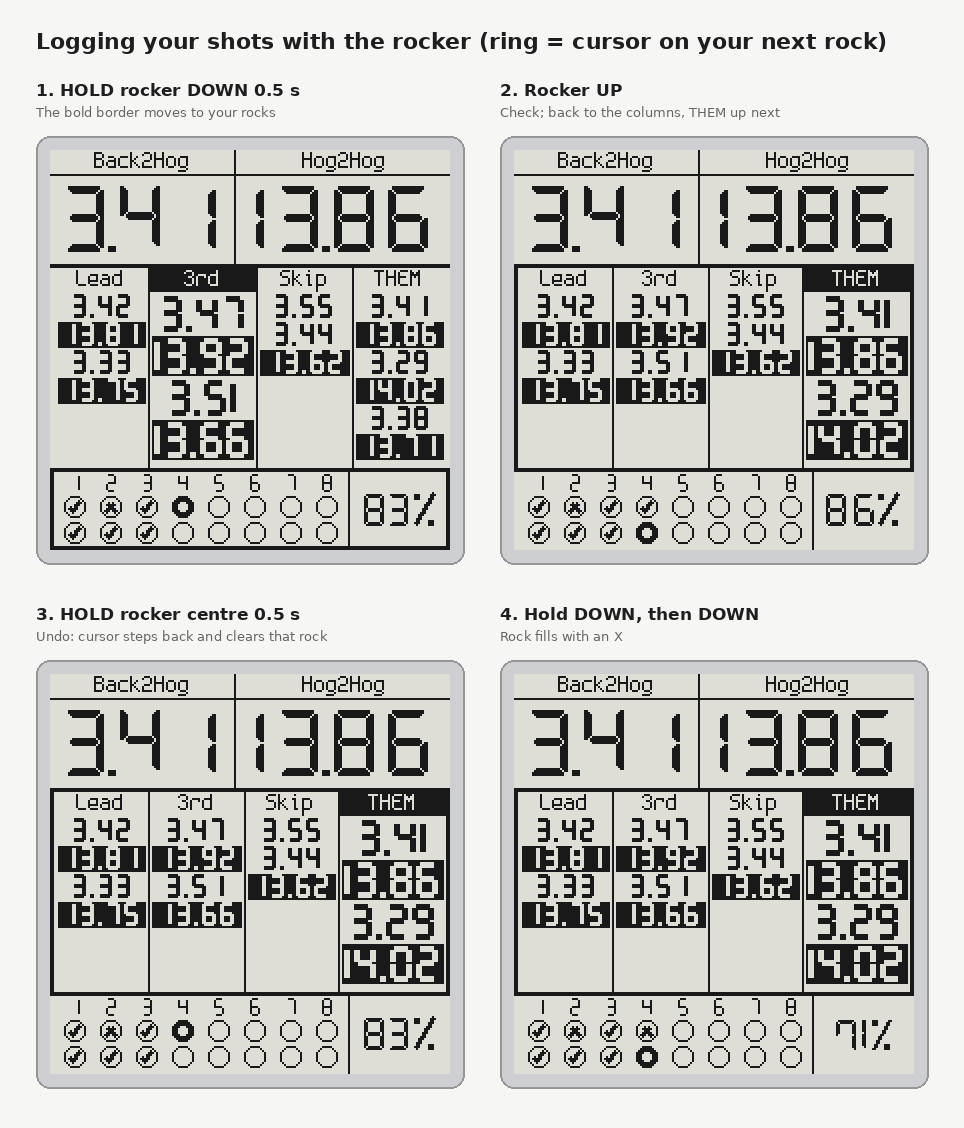 Logging your shots with the rocker (ring = cursor on your next rock)
1. HOLD rocker DOWN 0.5 s
The bold border moves to your rocks
Back2Hog Hog2Hog
3.41 13.86
Lead 3rd Skip THEM
3.42 3.47 3.55 3.41
13.81 13.92 3.44 13.86
3.33 3.51 13.62 3.29
13.75 13.66 14.02
3.38
13.71
1 2 3 4 5 6 7 8
83%
2. Rocker UP
Check; back to the columns, THEM up next
Back2Hog Hog2Hog
3.41 13.86
Lead 3rd Skip THEM
3.42 3.47 3.55 3.41
13.81 13.92 3.44 13.86
3.33 3.51 13.62 3.29
13.75 13.66 14.02
1 2 3 4 5 6 7 8
86%
3. HOLD rocker centre 0.5 s
Undo: cursor steps back and clears that rock
Back2Hog Hog2Hog
3.41 13.86
Lead 3rd Skip THEM
3.42 3.47 3.55 3.41
13.81 13.92 3.44 13.86
3.33 3.51 13.62 3.29
13.75 13.66 14.02
1 2 3 4 5 6 7 8
83%
4. Hold DOWN, then DOWN
Rock fills with an X
Back2Hog Hog2Hog
3.41 13.86
Lead 3rd Skip THEM
3.42 3.47 3.55 3.41
13.81 13.92 3.44 13.86
3.33 3.51 13.62 3.29
13.75 13.66 14.02
1 2 3 4 5 6 7 8
71%